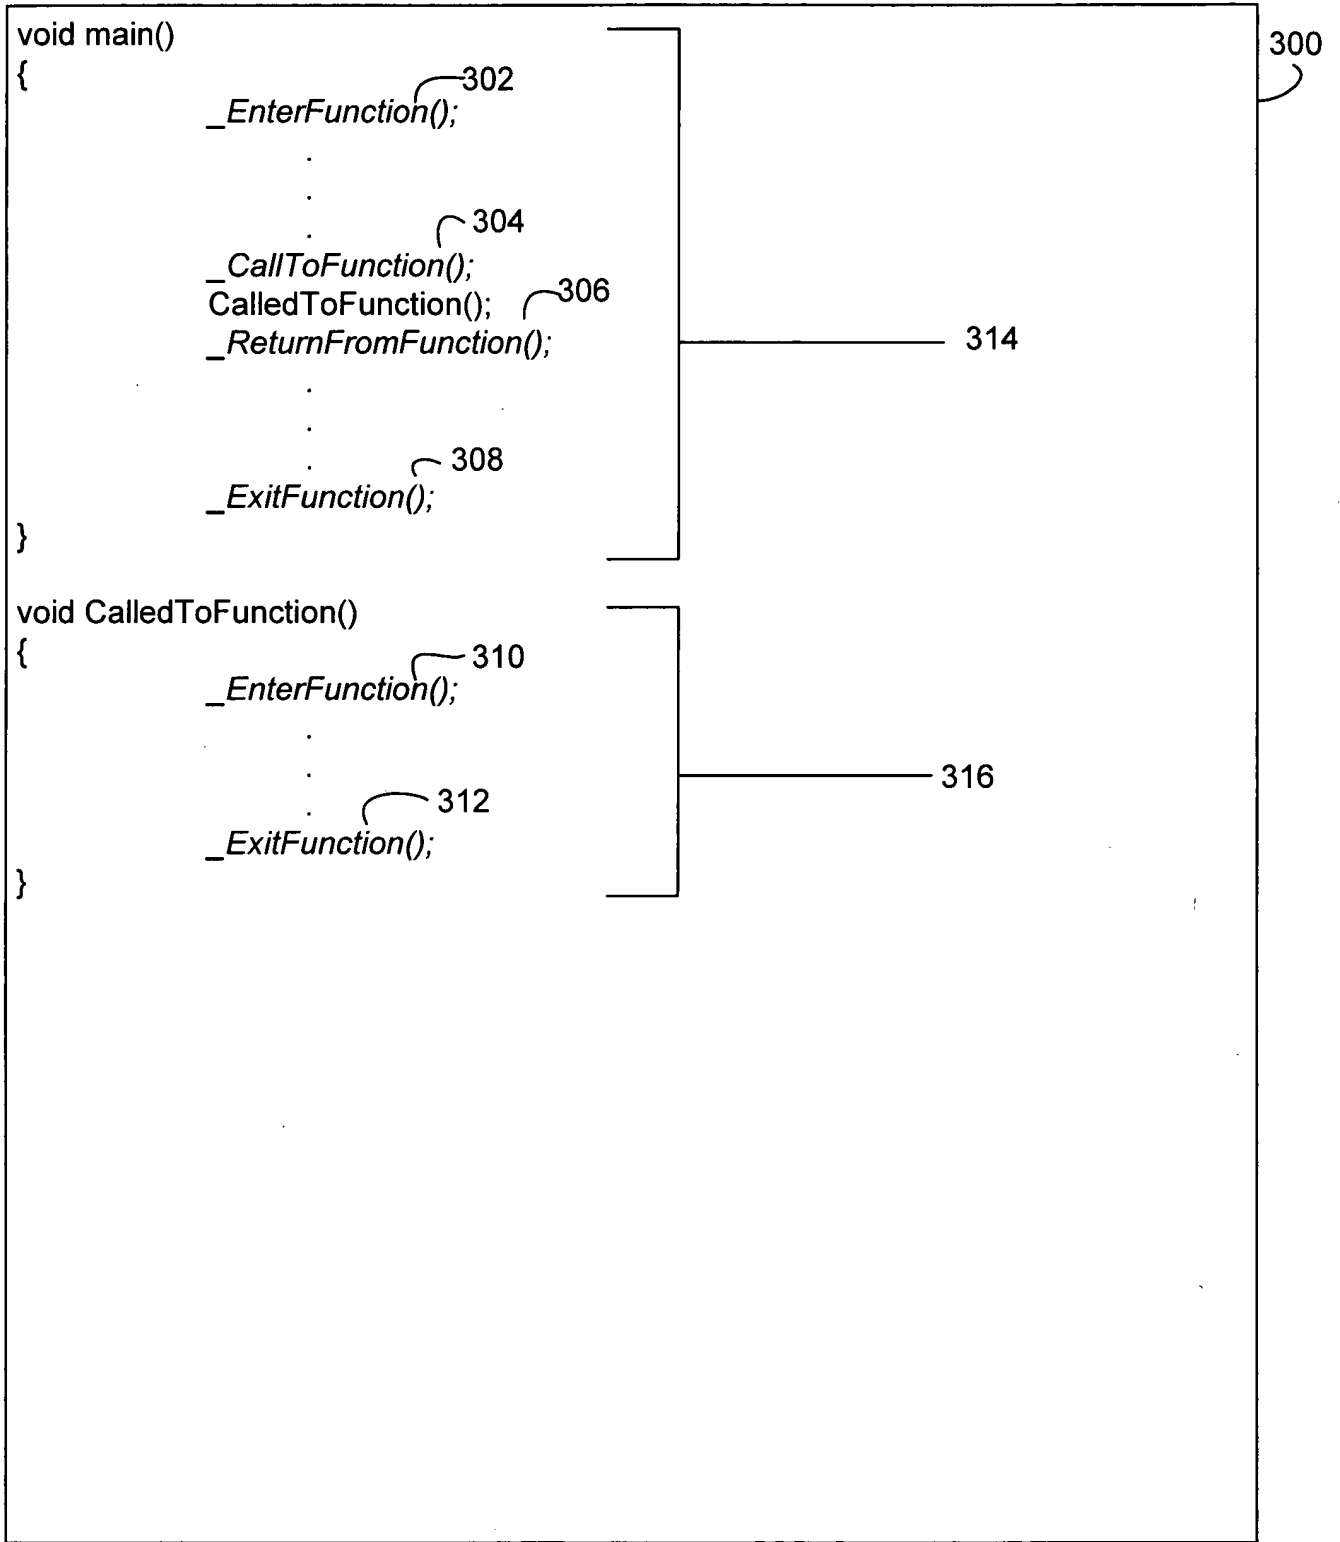 void main()
300
{
302
_EnterFunction();
.
.
.
304
_CallToFunction();
CalledToFunction();
306
_ReturnFromFunction();
314
.
.
.
308
_ExitFunction();
}
void CalledToFunction()
{
310
_EnterFunction();
.
.
.
316
312
_ExitFunction();
}